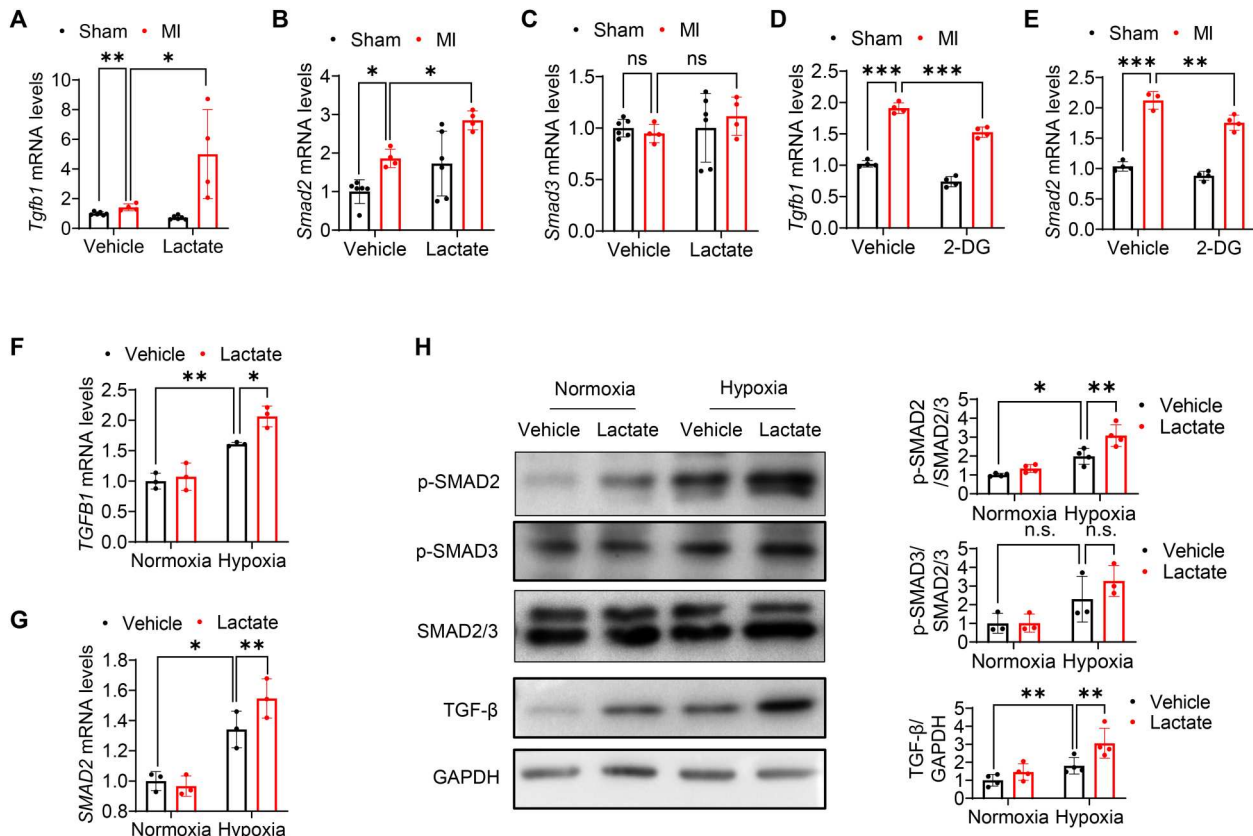 A
Sham MI
** *
Tgfb1 mRNA levels
10
8
6
4
2
0
Vehicle Lactate
B
Sham MI
* *
Smad2 mRNA levels
4
3
2
1
0
Vehicle Lactate
C
Sham MI
ns ns
Smad3 mRNA levels
1.5
1.0
0.5
0.0
Vehicle Lactate
D
Sham MI
*** ***
Tgfb1 mRNA levels
2.5
2.0
1.5
1.0
0.5
0.0
Vehicle 2-DG
E
Sham MI
*** **
Smad2 mRNA levels
2.5
2.0
1.5
1.0
0.5
0.0
Vehicle 2-DG
F
Vehicle Lactate
** *
TGFB1 mRNA levels
2.5
2.0
1.5
1.0
0.5
0.0
Normoxia Hypoxia
G
Vehicle Lactate
* **
SMAD2 mRNA levels
1.8
1.6
1.4
1.2
1.0
0.8
Normoxia Hypoxia
H
Normoxia Hypoxia
Vehicle Lactate Vehicle Lactate
p-SMAD2
p-SMAD3
SMAD2/3
TGF-β
GAPDH
* **
Vehicle
Lactate
p-SMAD2
/SMAD2/3
5
4
3
2
1
0
Normoxia Hypoxia
n.s. n.s.
Vehicle
Lactate
p-SMAD3/
SMAD2/3
5
4
3
2
1
0
Normoxia Hypoxia
** **
Vehicle
Lactate
TGF-β/
GAPDH
5
4
3
2
1
0
Normoxia Hypoxia